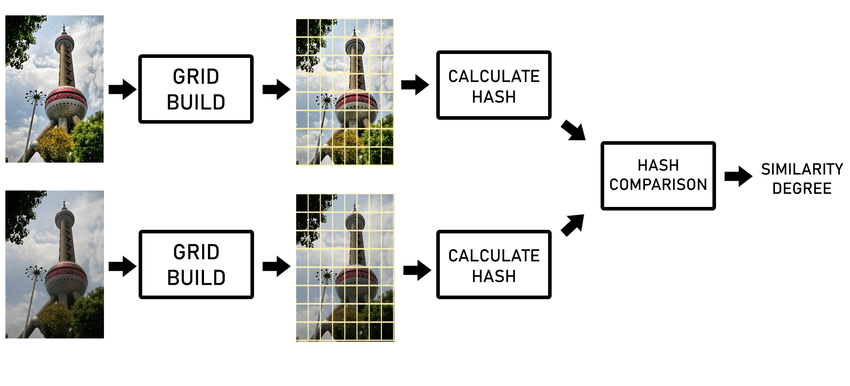 GRID
BUILD
CALCULATE
HASH
HASH
COMPARISON
SIMILARITY
DEGREE
GRID
BUILD
CALCULATE
HASH